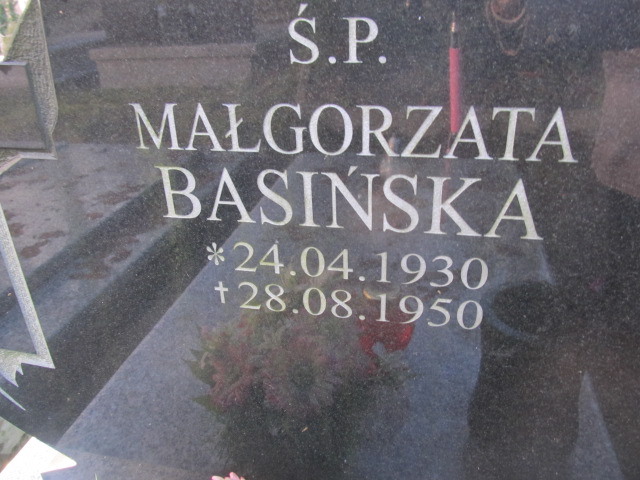 Ś.P.
MAŁGORZATA
BASIŃSKA
*24.04.1930
†28.08.1950